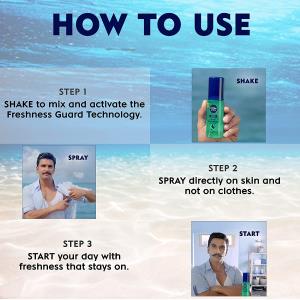 HOW TO USE
STEP 1
SHAKE to mix and activate the
Freshness Guard Technology.
SHAKE
SPRAY
STEP 2
SPRAY directly on skin and
not on clothes.
STEP 3
START your day with
freshness that stays on.
START